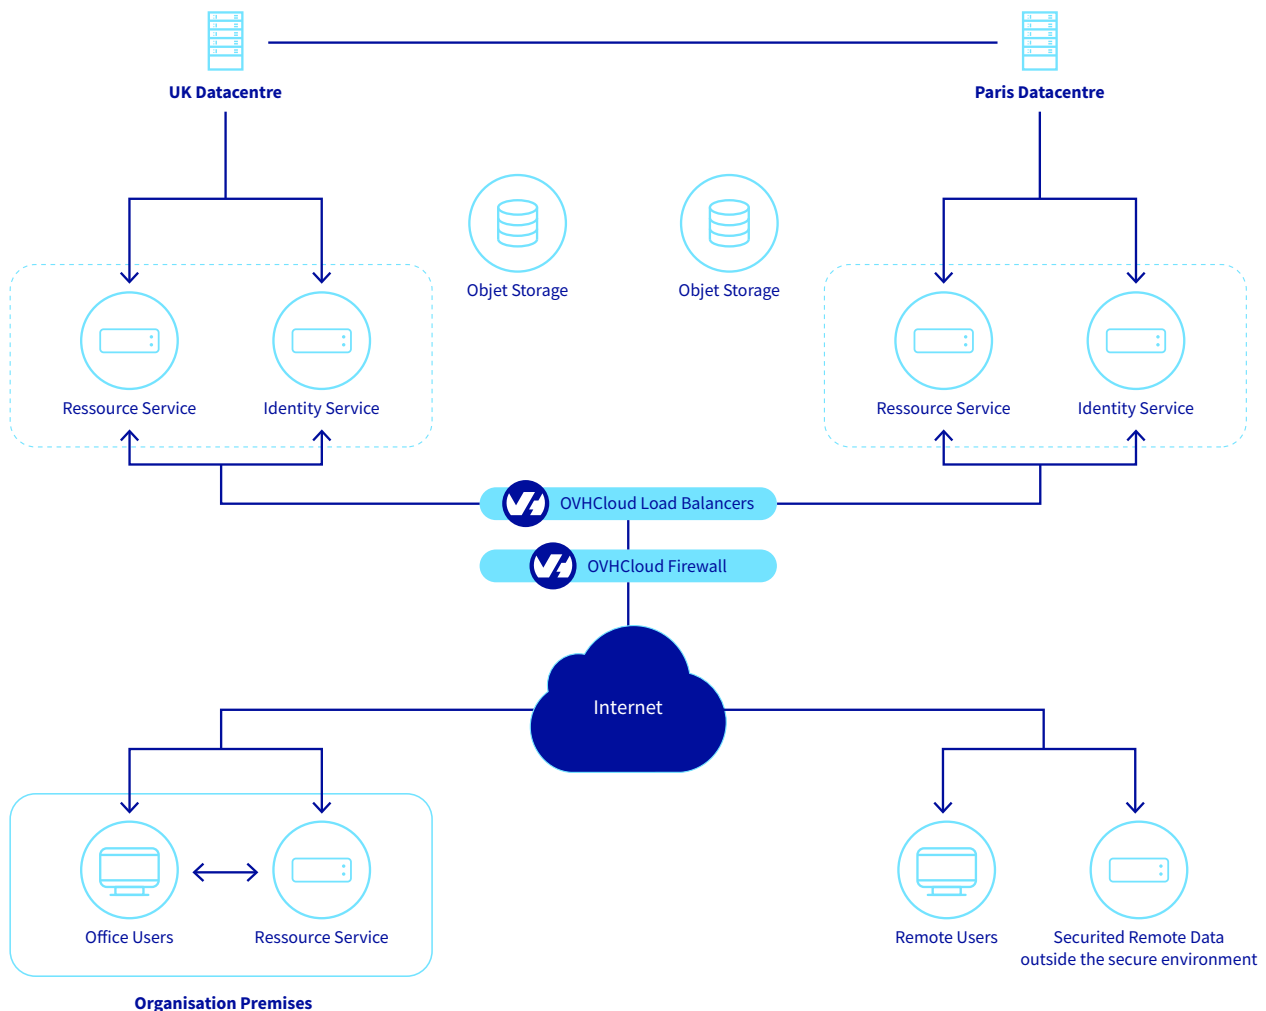 UK Datacentre
Paris Datacentre
Objet Storage
Objet Storage
Ressource Service
Identity Service
Ressource Service
Identity Service
OVHCloud Load Balancers
OVHCloud Firewall
Internet
Office Users
Ressource Service
Remote Users
Securited Remote Data
outside the secure environment
Organisation Premises